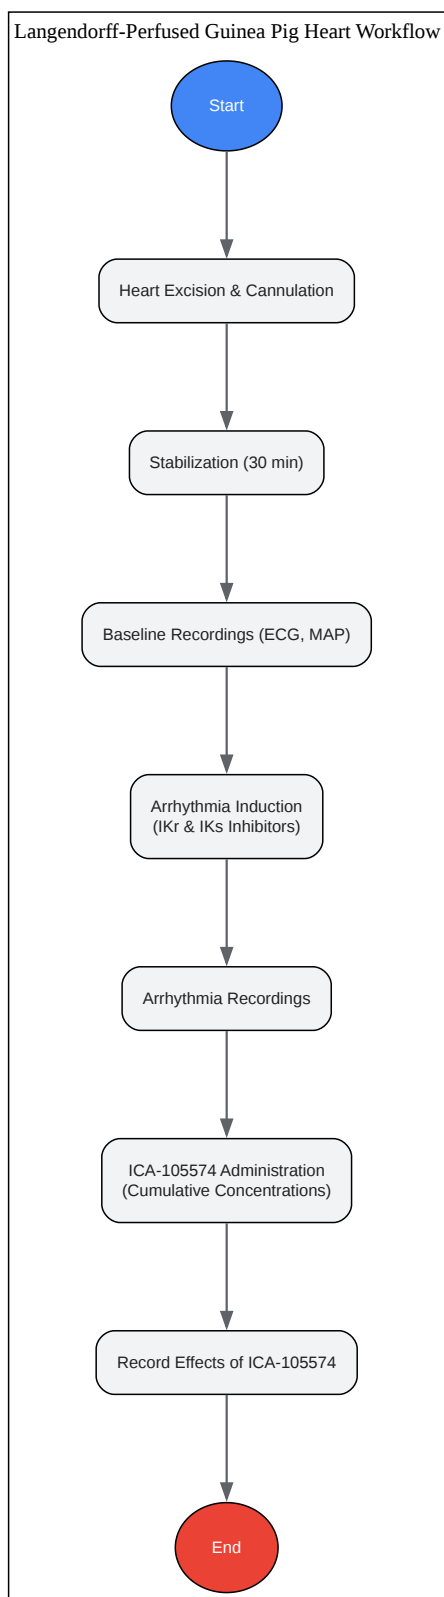 Langendorff-Perfused Guinea Pig Heart Workflow
Start
Heart Excision & Cannulation
Stabilization (30 min)
Baseline Recordings (ECG, MAP)
Arrhythmia Induction
(IKr & IKs Inhibitors)
Arrhythmia Recordings
ICA-105574 Administration
(Cumulative Concentrations)
Record Effects of ICA-105574
End